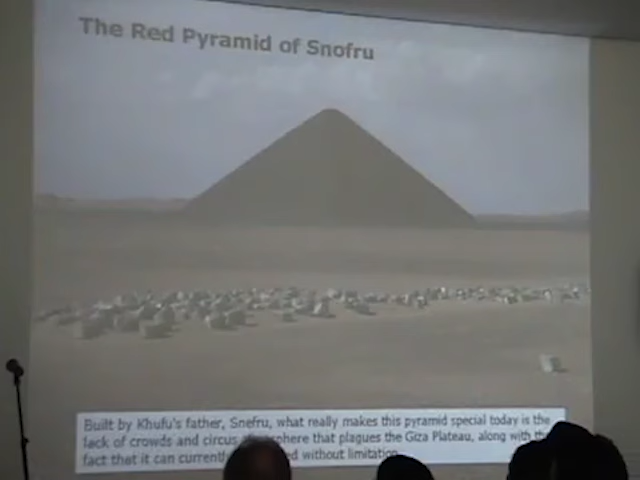 The Red Pyramid of Snofru
Built by Khufu's father, Snefru, what really makes this pyramid special today is the
lack of crowds and circus that plagues the Giza Plateau, along with the
fact that it can without limitation